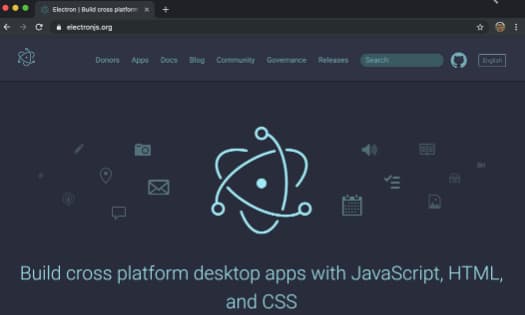 Electron | Build cross platform
electronjs.org
Donors Apps Docs Blog Community Governance Releases Search English
Build cross platform desktop apps with JavaScript, HTML,
and CSS